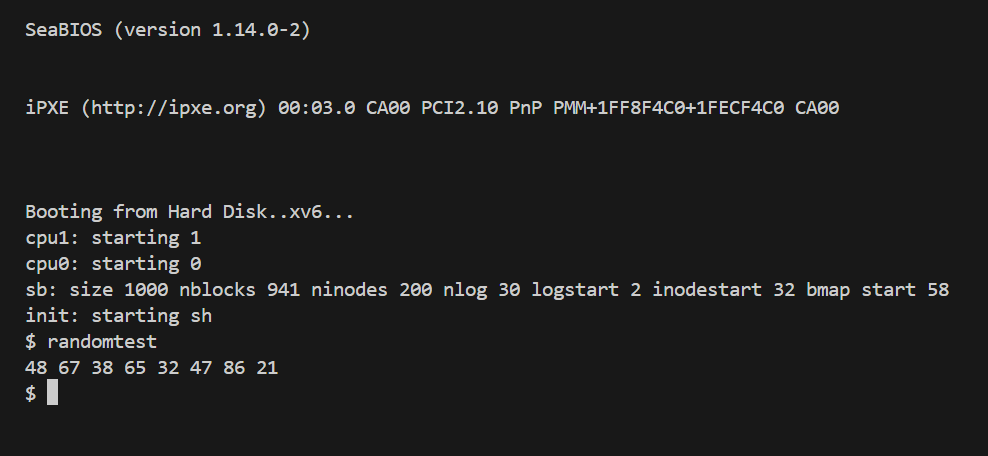 SeaBIOS (version 1.14.0-2)
iPXE (http://ipxe.org) 00:03.0 CA00 PCI2.10 PnP PMM+1FF8F4C0+1FECF4C0 CA00
Booting from Hard Disk..xv6...
cpu1: starting 1
cpu0: starting 0
sb: size 1000 nblocks 941 ninodes 200 nlog 30 logstart 2 inodestart 32 bmap start 58
init: starting sh
$ randomtest
48 67 38 65 32 47 86 21
$